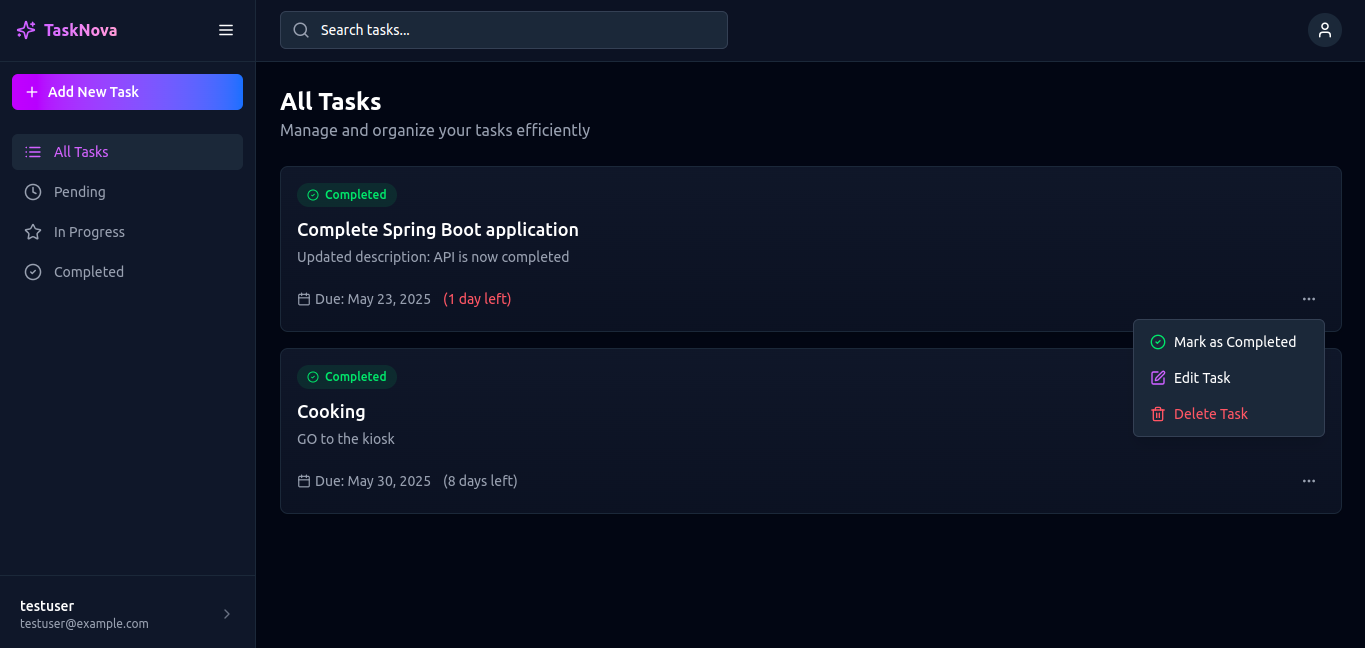 TaskNova
Search tasks...
Add New Task
All Tasks
Pending
In Progress
Completed
All Tasks
Manage and organize your tasks efficiently
Completed
Complete Spring Boot application
Updated description: API is now completed
Due: May 23, 2025 (1 day left)
Mark as Completed
Edit Task
Delete Task
Completed
Cooking
GO to the kiosk
Due: May 30, 2025 (8 days left)
testuser
testuser@example.com